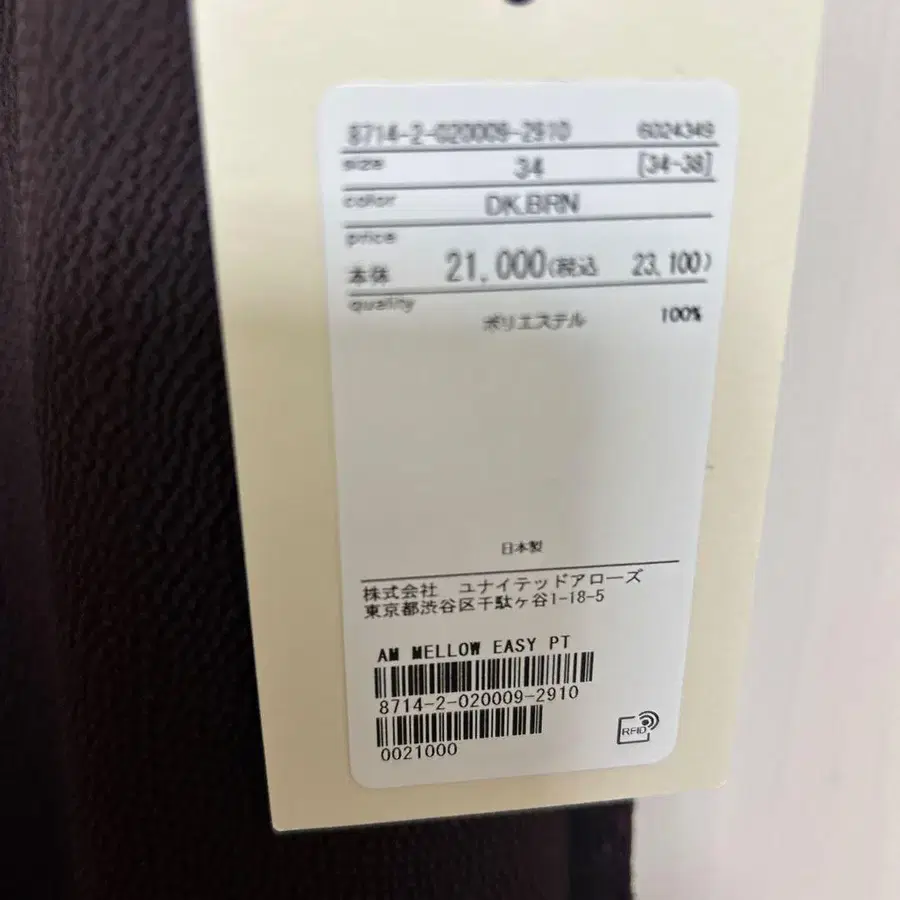 8714-2-020009-2910 6024349
size 34 [34-38]
color DK.BRN
price
本体 21,000(税込 23,100)
quality
ポリエステル 100%
日本製
株式会社 ユナイテッドアローズ
東京都渋谷区千駄ヶ谷1-18-5
AM MELLOW EASY PT
8714-2-020009-2910
0021000
RFID